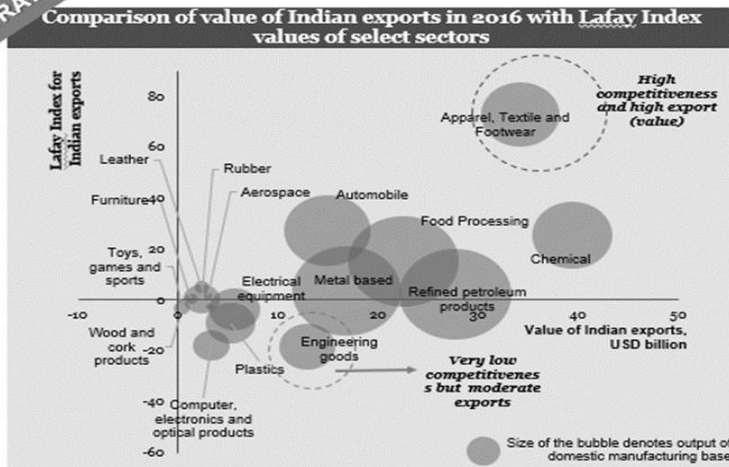 Comparison of value of Indian exports in 2016 with Lafay Index
values of select sectors
Lafay Index for
Indian exports
80
60
40
20
0
-20
-40
-60
-10
0
10
20
30
40
50
High
competitiveness
and high export
(value)
Apparel, Textile and
Footwear
Leather
Rubber
Furniture
Aerospace
Automobile
Food Processing
Toys,
games and
sports
Electrical
equipment
Metal based
Chemical
Refined petroleum
products
Wood and
cork
products
Plastics
Engineering
goods
Value of Indian exports,
USD billion
Very low
competitivenes
s but moderate
exports
Computer,
electronics and
optical products
Size of the bubble denotes output of
domestic manufacturing base